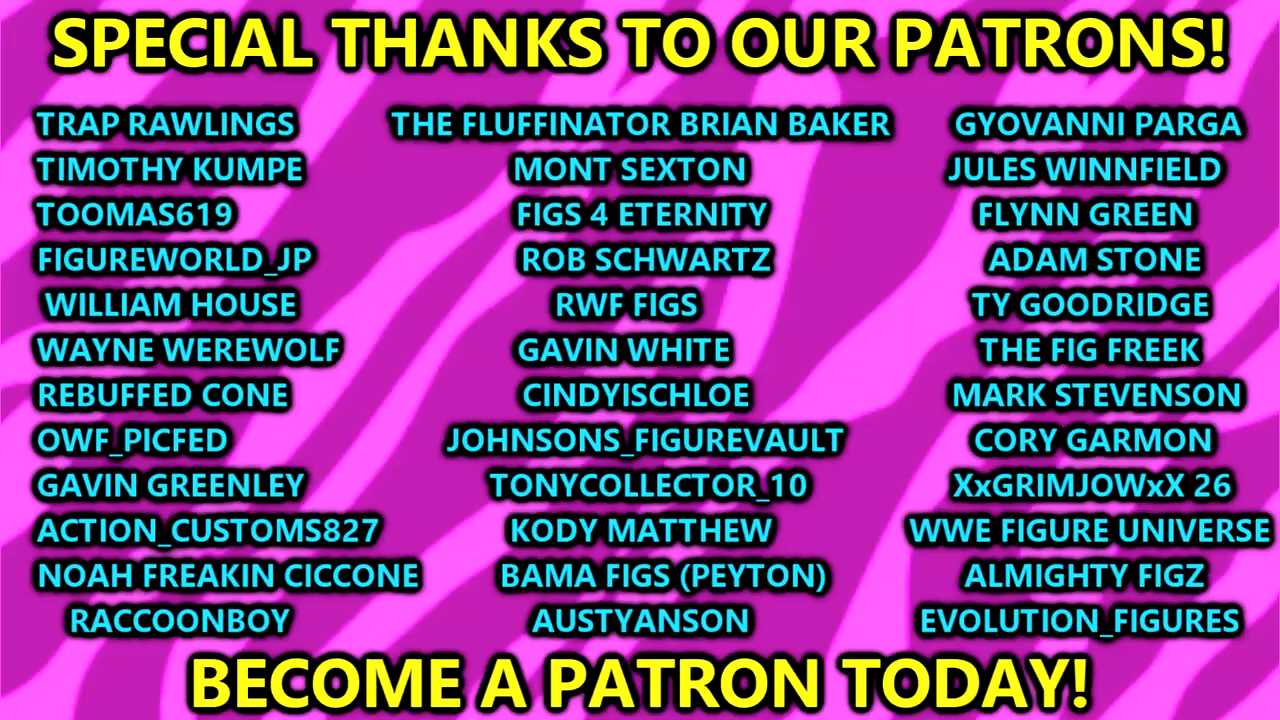 SPECIAL THANKS TO OUR PATRONS!
TRAP RAWLINGS
TIMOTHY KUMPE
TOOMAS619
FIGUREWORLD_JP
WILLIAM HOUSE
WAYNE WEREWOLF
REBUFFED CONE
OWF_PICFED
GAVIN GREENLEY
ACTION_CUSTOMS827
NOAH FREAKIN CICCONE
RACCOONBOY
THE FLUFFINATOR BRIAN BAKER
MONT SEXTON
FIGS 4 ETERNITY
ROB SCHWARTZ
RWF FIGS
GAVIN WHITE
CINDYISCHLOE
JOHNSONS_FIGUREVAULT
TONYCOLLECTOR_10
KODY MATTHEW
BAMA FIGS (PEYTON)
AUSTYANSON
GYOVANNI PARGA
JULES WINNFIELD
FLYNN GREEN
ADAM STONE
TY GOODRIDGE
THE FIG FREEK
MARK STEVENSON
CORY GARMON
XxGRIMJOWxX 26
WWE FIGURE UNIVERSE
ALMIGHTY FIGZ
EVOLUTION_FIGURES
BECOME A PATRON TODAY!